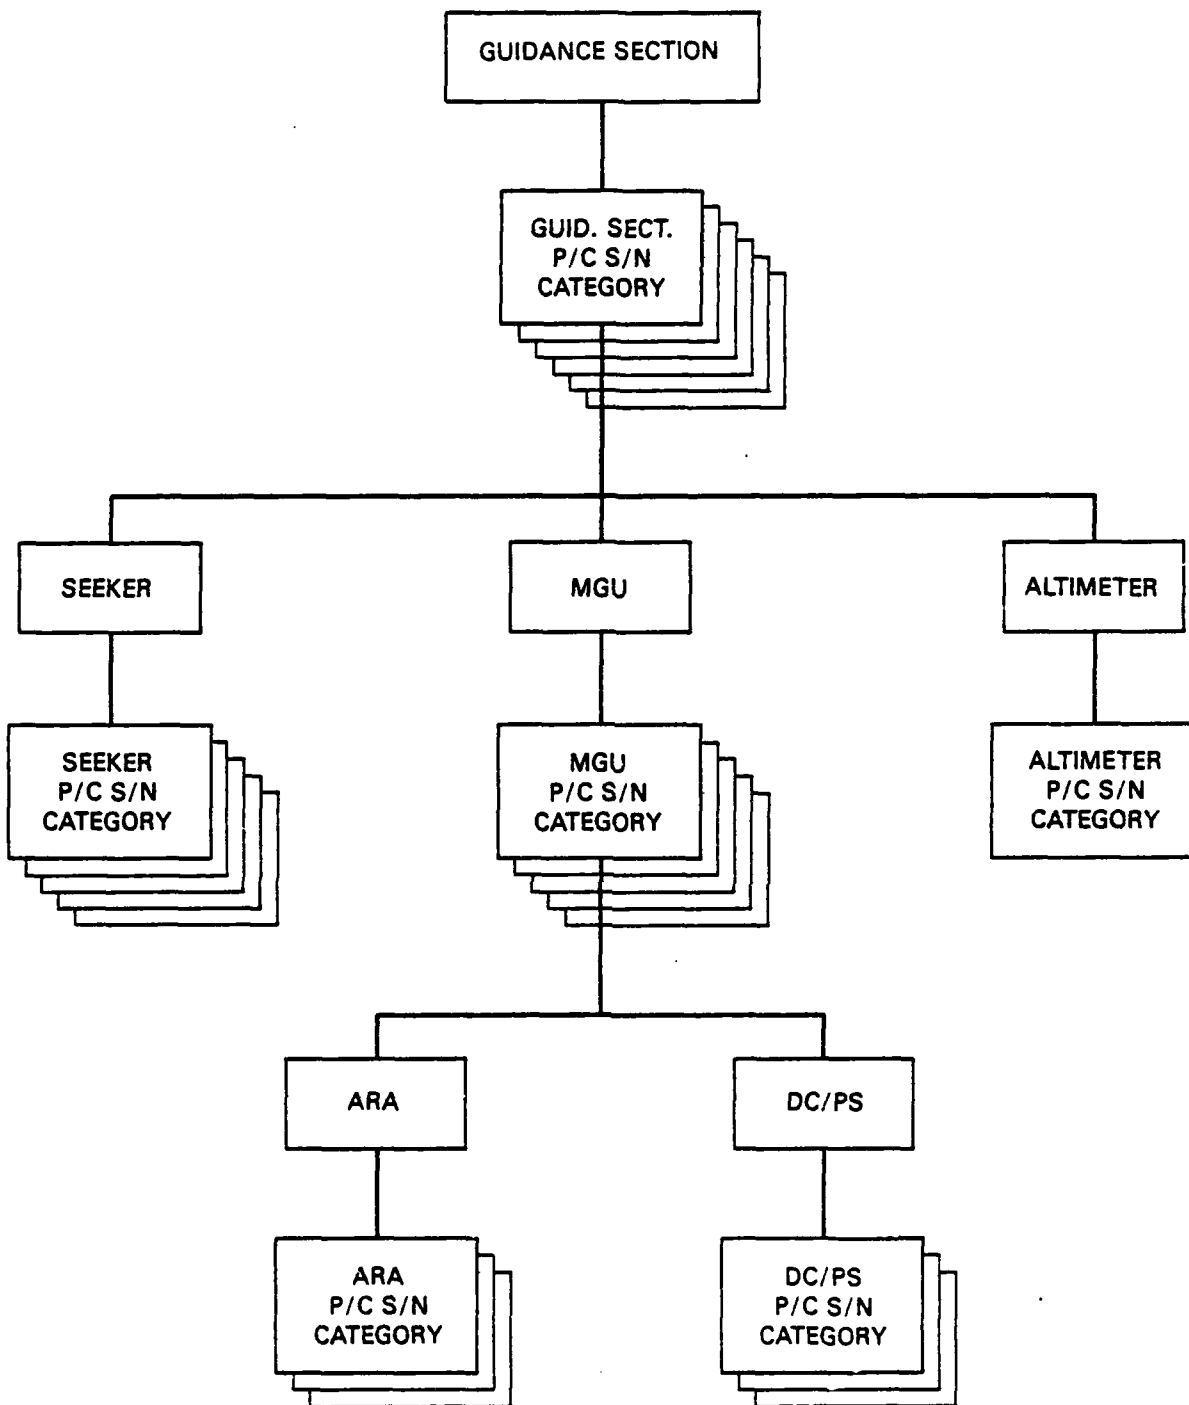 GUIDANCE SECTION
GUID. SECT.
P/C S/N
CATEGORY
SEEKER
MGU
ALTIMETER
SEEKER
P/C S/N
CATEGORY
MGU
P/C S/N
CATEGORY
ALTIMETER
P/C S/N
CATEGORY
ARA
DC/PS
ARA
P/C S/N
CATEGORY
DC/PS
P/C S/N
CATEGORY